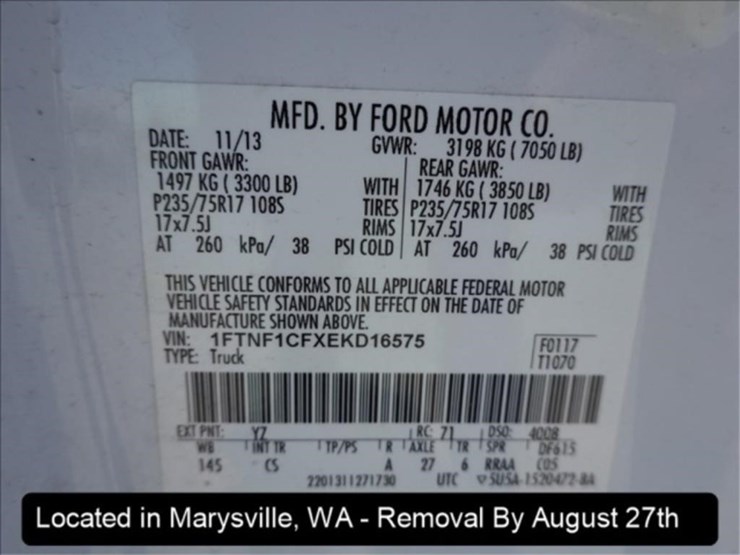 MFD. BY FORD MOTOR CO.
DATE: 11/13 GVWR: 3198 KG ( 7050 LB)
FRONT GAWR: REAR GAWR:
1497 KG ( 3300 LB) WITH 1746 KG ( 3850 LB) WITH
P235/75R17 108S TIRES P235/75R17 108S TIRES
17x7.5J RIMS 17x7.5J RIMS
AT 260 kPa/ 38 PSI COLD AT 260 kPa/ 38 PSI COLD
THIS VEHICLE CONFORMS TO ALL APPLICABLE FEDERAL MOTOR
VEHICLE SAFETY STANDARDS IN EFFECT ON THE DATE OF
MANUFACTURE SHOWN ABOVE.
VIN: 1FTNF1CFXEKD16575 F0117
TYPE: Truck T1070
EXT PNT: YZ RC: 71 DSO: 4008
WB INT TR TP/PS R AXLE TR SPR DF615
145 CS A 27 6 RRAA C05
2201311271730 UTC 5U5A-1520472-BA
Located in Marysville, WA - Removal By August 27th